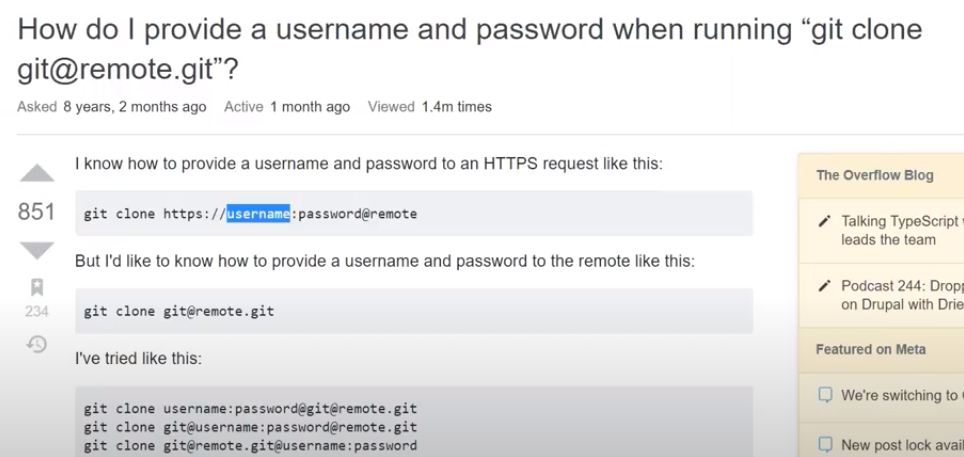 How do I provide a username and password when running “git clone
git@remote.git”?
Asked 8 years, 2 months ago Active 1 month ago Viewed 1.4m times
I know how to provide a username and password to an HTTPS request like this:
851
git clone https://username:password@remote
But I'd like to know how to provide a username and password to the remote like this:
234
git clone git@remote.git
I've tried like this:
git clone username:password@git@remote.git
git clone git@username:password@remote.git
git clone git@remote.git@username:password
The Overflow Blog
Talking TypeScript
leads the team
Podcast 244: Drop
on Drupal with Drie
Featured on Meta
We're switching to
New post lock avail